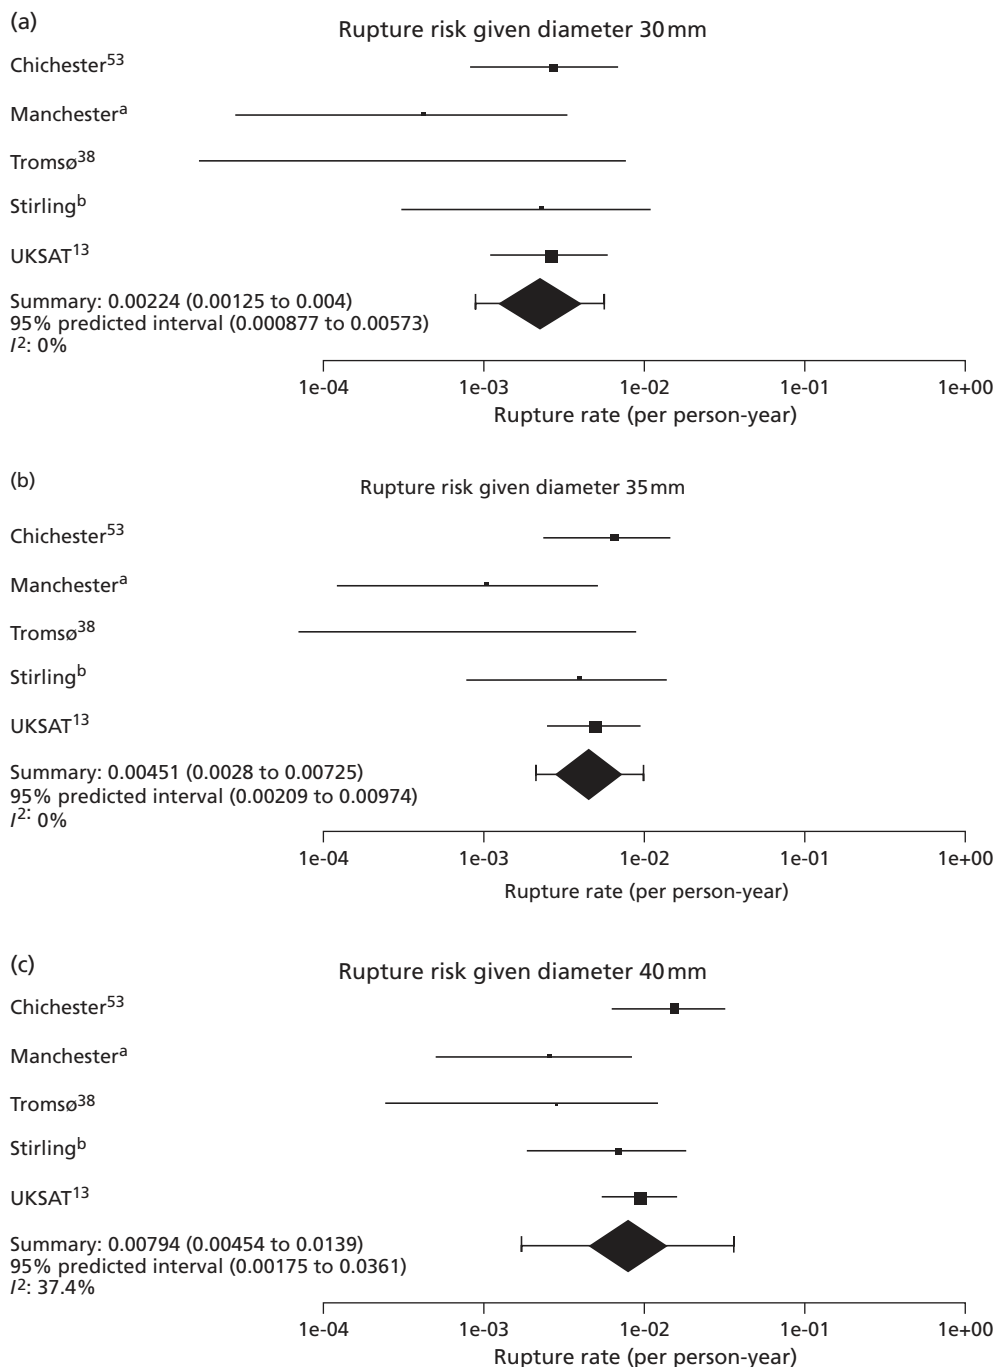 (a)
Rupture risk given diameter 30 mm
Chichester53
Manchestera
Tromsø38
Stirlingb
UKSAT13
Summary: 0.00224 (0.00125 to 0.004)
95% predicted interval (0.000877 to 0.00573)
I2: 0%
1e-04 1e-03 1e-02 1e-01 1e+00
Rupture rate (per person-year)
(b)
Rupture risk given diameter 35 mm
Chichester53
Manchestera
Tromsø38
Stirlingb
UKSAT13
Summary: 0.00451 (0.0028 to 0.00725)
95% predicted interval (0.00209 to 0.00974)
I2: 0%
1e-04 1e-03 1e-02 1e-01 1e+00
Rupture rate (per person-year)
(c)
Rupture risk given diameter 40 mm
Chichester53
Manchestera
Tromsø38
Stirlingb
UKSAT13
Summary: 0.00794 (0.00454 to 0.0139)
95% predicted interval (0.00175 to 0.0361)
I2: 37.4%
1e-04 1e-03 1e-02 1e-01 1e+00
Rupture rate (per person-year)